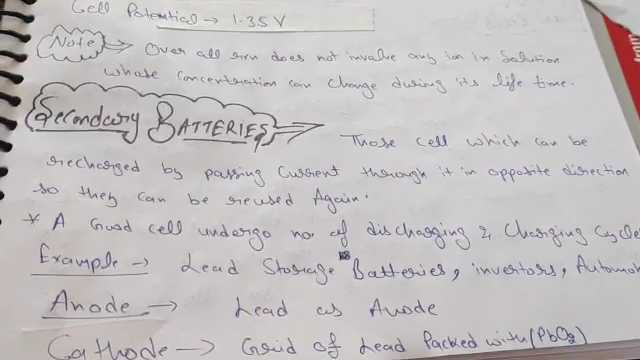 Cell Potential → 1.35 V
Note ⇒ Over all rxn does not involve any ion in Solution
whose concentration can change during its life time.
Secondary BATTERIES ⇒ Those cell which can be
recharged by passing current through it in opposite direction
so they can be reused Again.
* A Good cell undergo no. of discharging & Charging Cycle
Example → Lead Storage Batteries, invertors, Automob
Anode → Lead as Anode
Cathode → Grid of Lead Packed with (PbO₂)